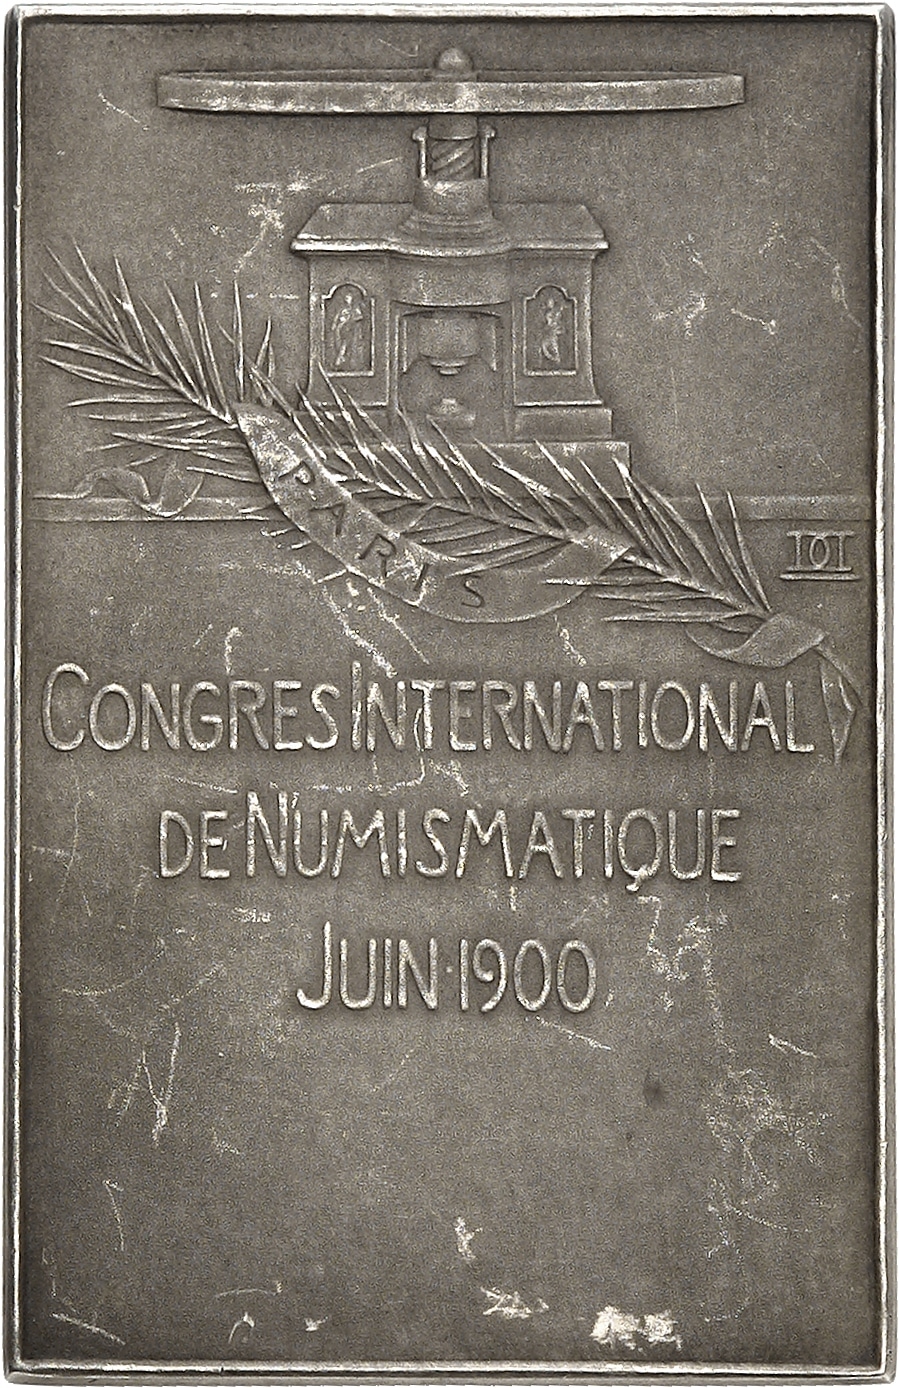 PARIS
CONGRES INTERNATIONAL
DE NUMISMATIQUE
JUIN·1900